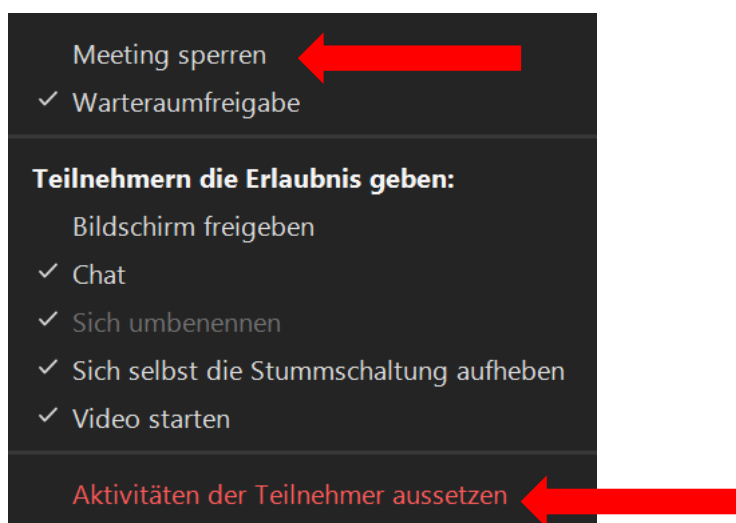 Meeting sperren
Warteraumfreigabe
Teilnehmern die Erlaubnis geben:
Bildschirm freigeben
Chat
Sich umbenennen
Sich selbst die Stummschaltung aufheben
Video starten
Aktivitäten der Teilnehmer aussetzen